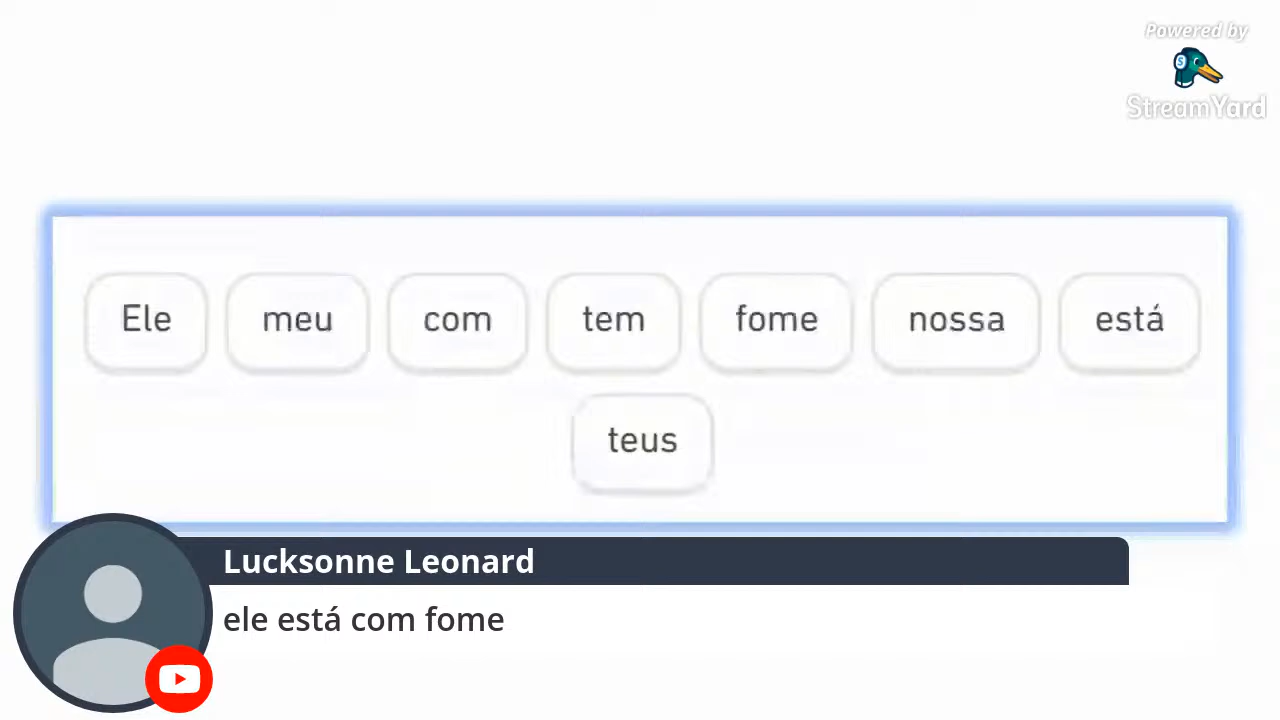 Powered by
StreamYard
Ele meu com tem fome nossa está
teus
Lucksonne Leonard
ele está com fome